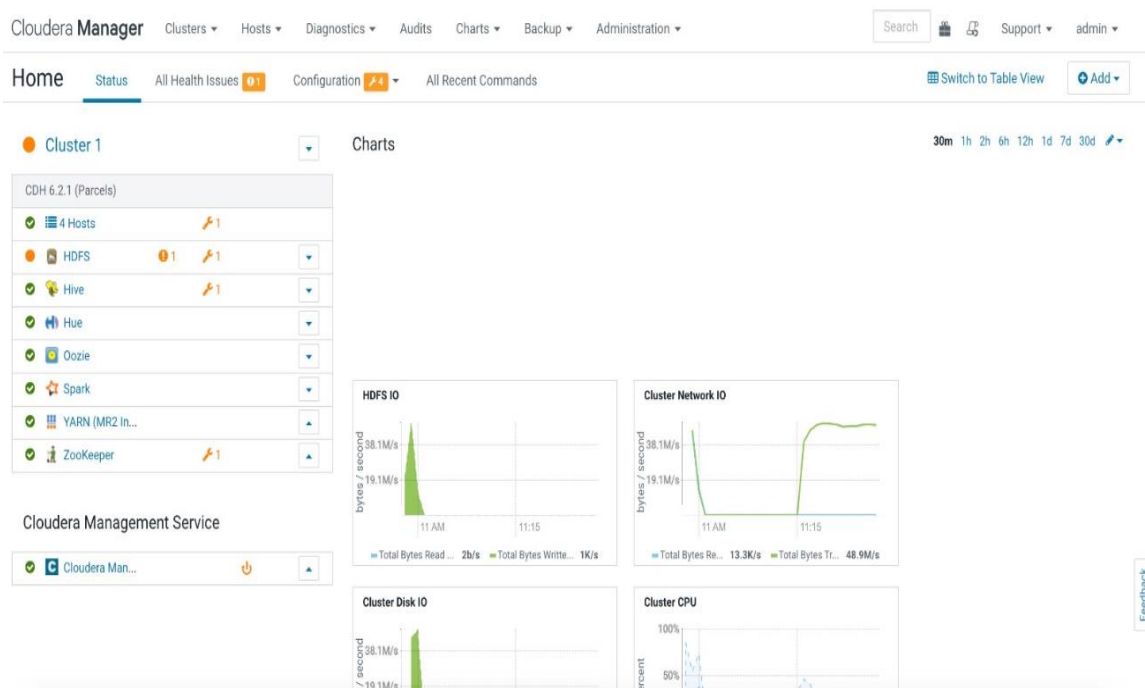 Cloudera Manager Clusters Hosts Diagnostics Audits Charts Backup Administration Search Support admin
Home Status All Health Issues 1 Configuration 4 All Recent Commands Switch to Table View Add
Cluster 1
CDH 6.2.1 (Parcels)
4 Hosts 1
HDFS 1 1
Hive 1
Hue
Oozie
Spark
YARN (MR2 In...
ZooKeeper 1
Cloudera Management Service
C Cloudera Man...
Charts
30m 1h 2h 6h 12h 1d 7d 30d
HDFS IO
bytes / second
38.1M/s
19.1M/s
11 AM 11:15
Total Bytes Read ... 2b/s Total Bytes Writte... 1K/s
Cluster Network IO
bytes / second
38.1M/s
19.1M/s
11 AM 11:15
Total Bytes Re... 13.3K/s Total Bytes Tr... 48.9M/s
Cluster Disk IO
/ second
38.1M/s
19.1M/s
Cluster CPU
100%
50%
ercent
Feedback